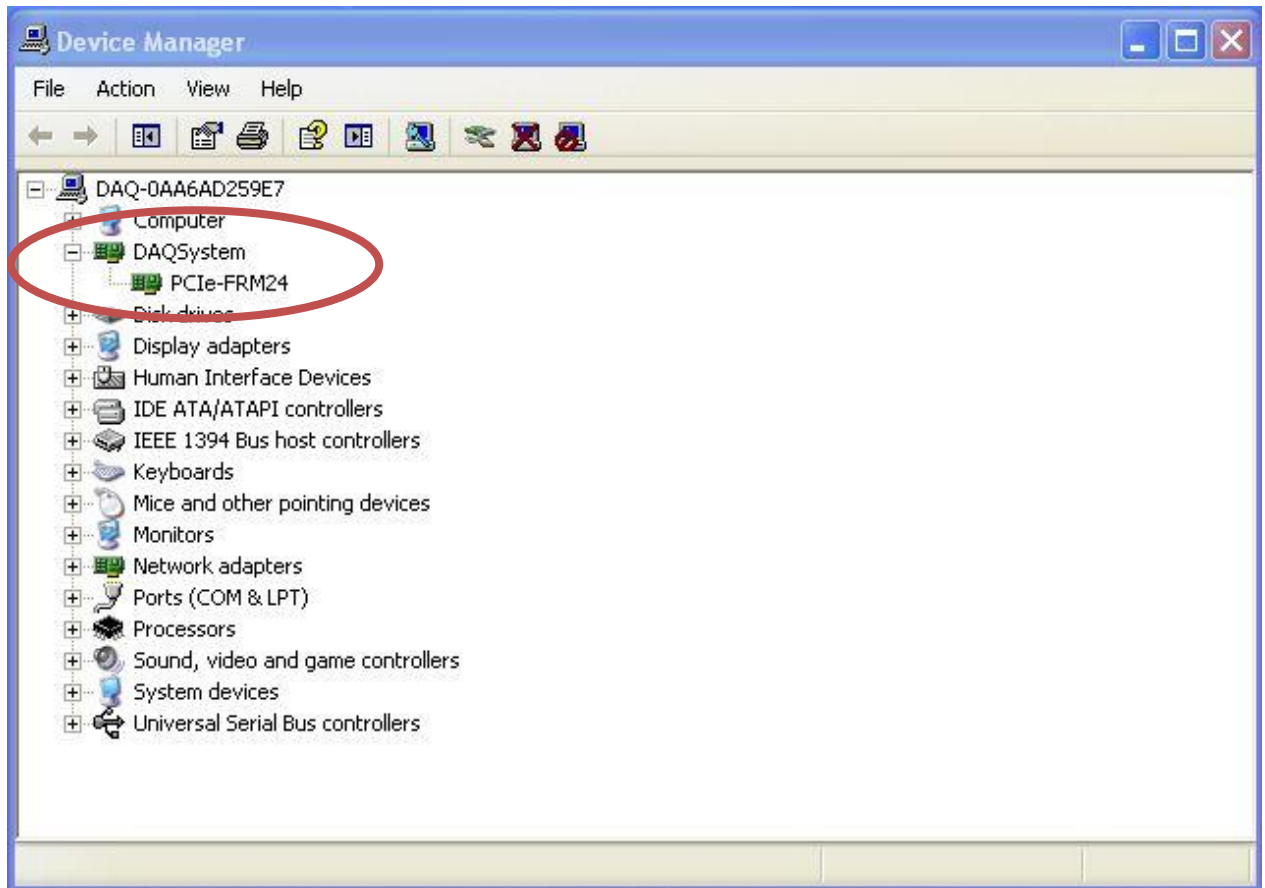 Device Manager
File Action View Help
DAQ-0AA6AD259E7
Computer
DAQSystem
PCIe-FRM24
Disk drives
Display adapters
Human Interface Devices
IDE ATA/ATAPI controllers
IEEE 1394 Bus host controllers
Keyboards
Mice and other pointing devices
Monitors
Network adapters
Ports (COM & LPT)
Processors
Sound, video and game controllers
System devices
Universal Serial Bus controllers